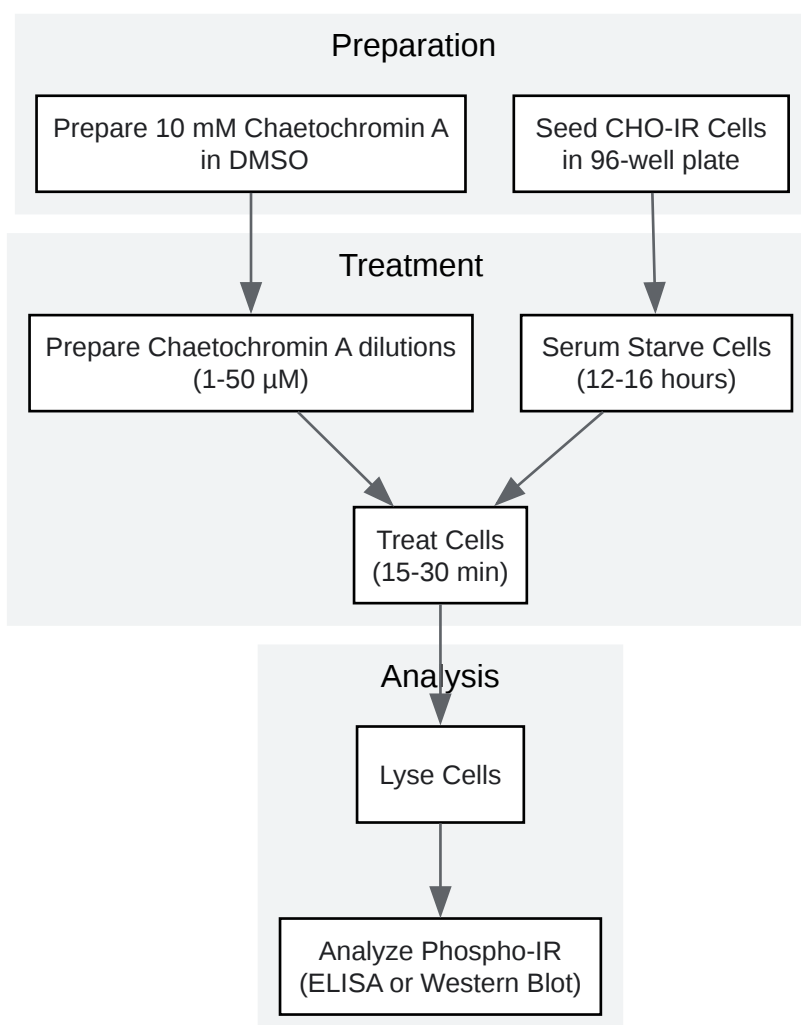 Preparation
Prepare 10 mM Chaetochromin A
in DMSO
Seed CHO-IR Cells
in 96-well plate
Treatment
Prepare Chaetochromin A dilutions
(1-50 µM)
Serum Starve Cells
(12-16 hours)
Treat Cells
(15-30 min)
Analysis
Lyse Cells
Analyze Phospho-IR
(ELISA or Western Blot)